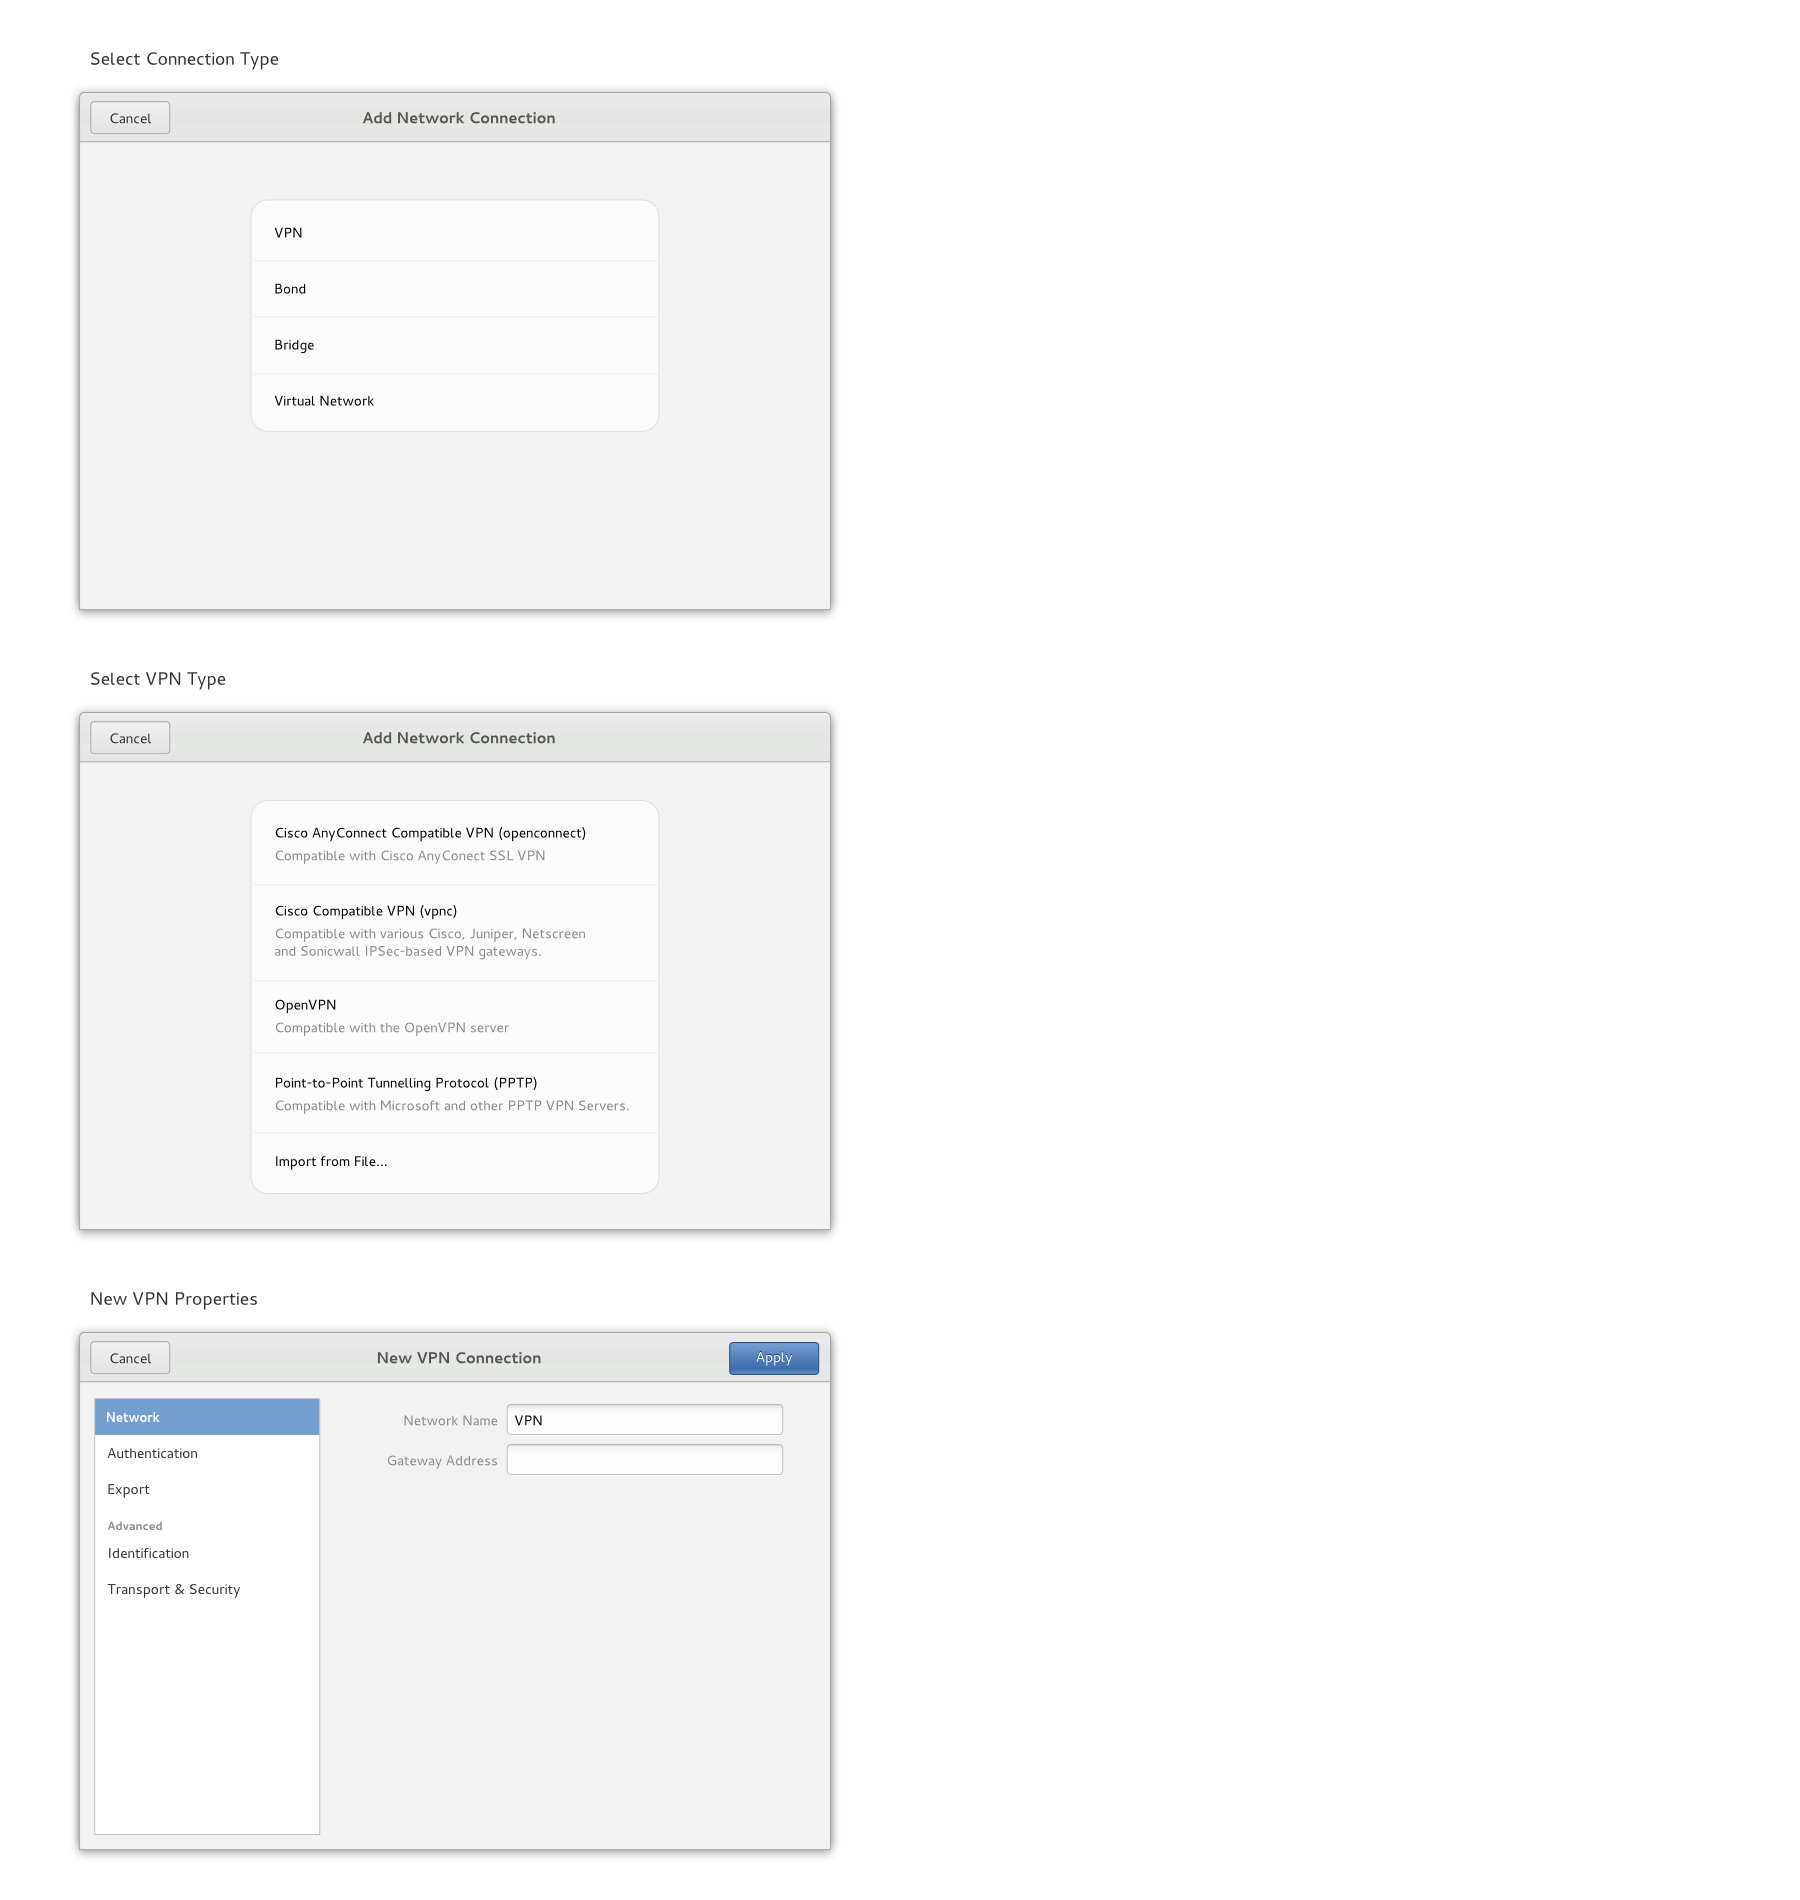 Select Connection Type
Cancel
Add Network Connection
VPN
Bond
Bridge
Virtual Network
Select VPN Type
Cancel
Add Network Connection
Cisco AnyConnect Compatible VPN (openconnect)
Compatible with Cisco AnyConect SSL VPN
Cisco Compatible VPN (vpnc)
Compatible with various Cisco, Juniper, Netscreen
and Sonicwall IPSec-based VPN gateways.
OpenVPN
Compatible with the OpenVPN server
Point-to-Point Tunnelling Protocol (PPTP)
Compatible with Microsoft and other PPTP VPN Servers.
Import from File...
New VPN Properties
Cancel
New VPN Connection
Apply
Network
Authentication
Export
Advanced
Identification
Transport & Security
Network Name
VPN
Gateway Address